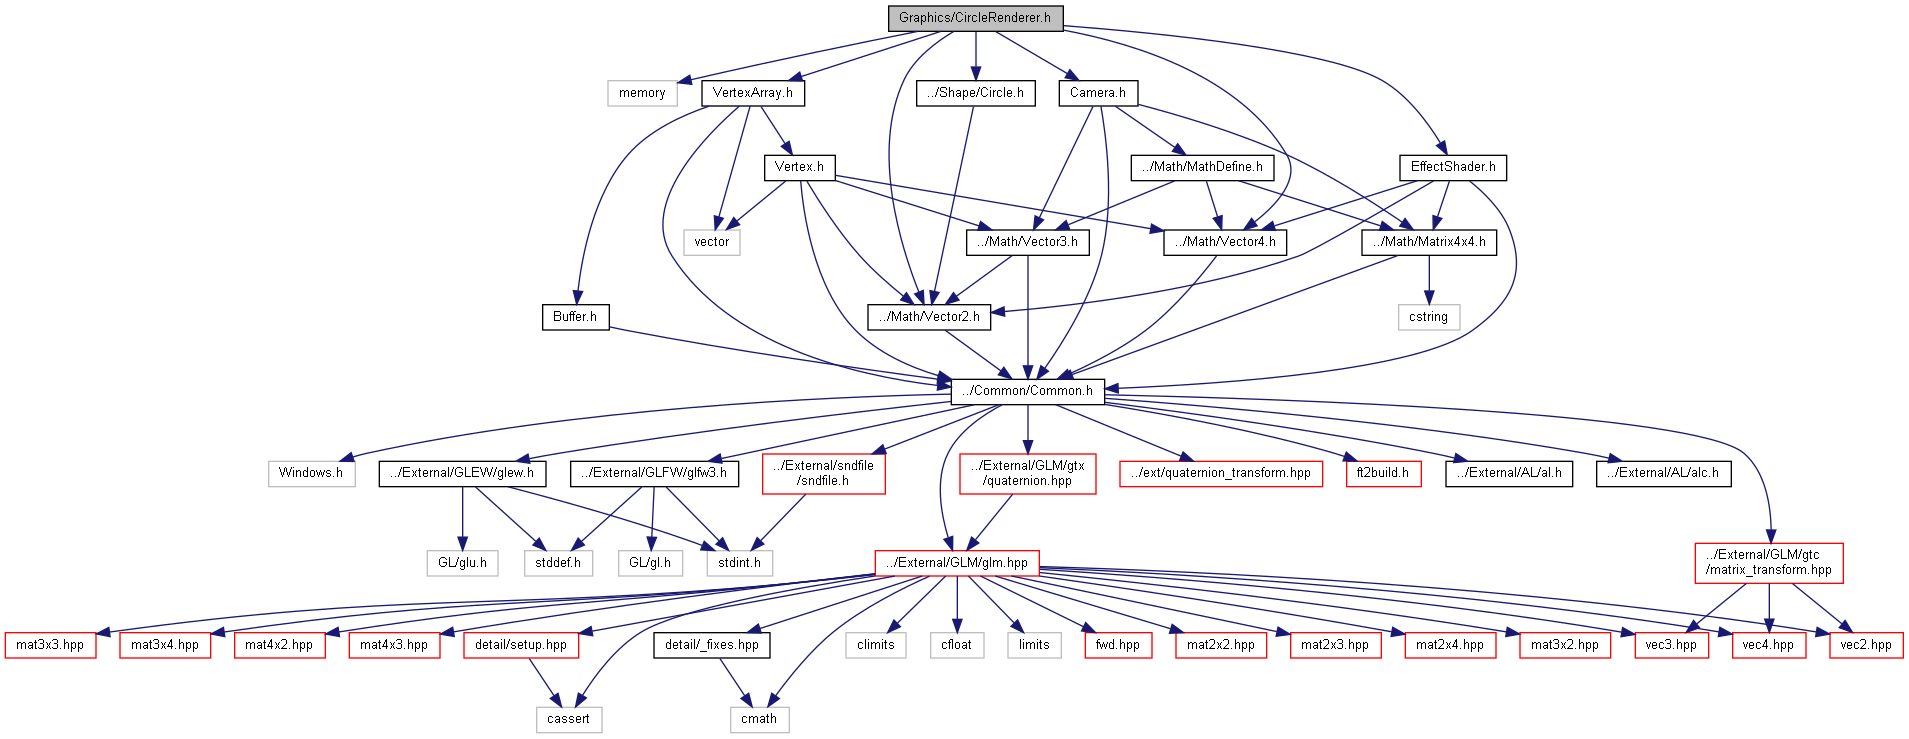 Graphics/CircleRenderer.h
memory
VertexArray.h
../Shape/Circle.h
Camera.h
Vertex.h
../Math/MathDefine.h
EffectShader.h
vector
../Math/Vector3.h
../Math/Vector4.h
../Math/Matrix4x4.h
Buffer.h
../Math/Vector2.h
cstring
../Common/Common.h
Windows.h
../External/GLEW/glew.h
../External/GLFW/glfw3.h
../External/sndfile
/sndfile.h
../External/GLM/gtx
/quaternion.hpp
../ext/quaternion_transform.hpp
ft2build.h
../External/AL/al.h
../External/AL/alc.h
GL/glu.h
stddef.h
GL/gl.h
stdint.h
../External/GLM/glm.hpp
../External/GLM/gtc
/matrix_transform.hpp
mat3x3.hpp
mat3x4.hpp
mat4x2.hpp
mat4x3.hpp
detail/setup.hpp
detail/_fixes.hpp
climits
cfloat
limits
fwd.hpp
mat2x2.hpp
mat2x3.hpp
mat2x4.hpp
mat3x2.hpp
vec3.hpp
vec4.hpp
vec2.hpp
cassert
cmath